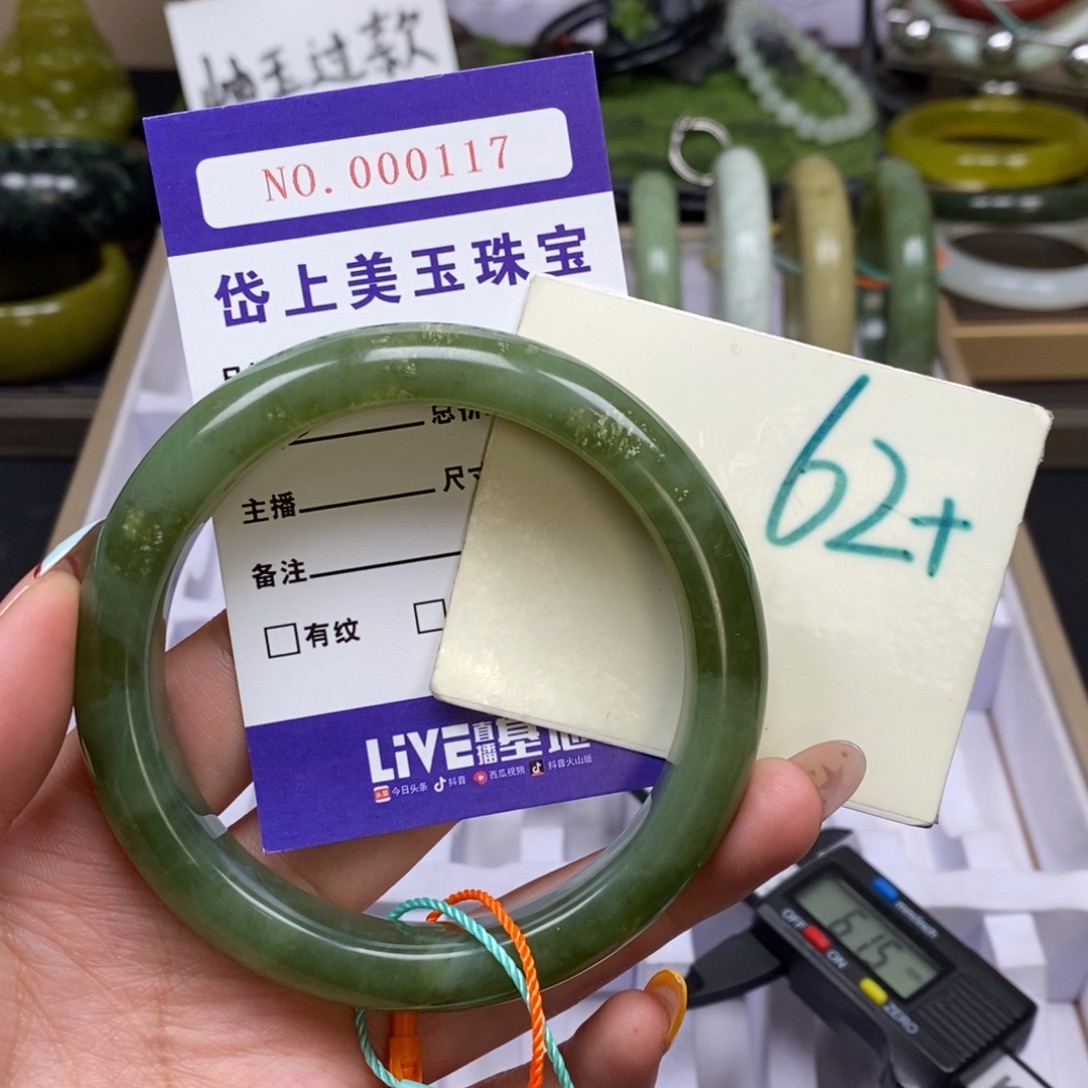 岫玉过款
NO.000117
岱上美玉珠宝
总价
主播 尺寸
备注
有纹
62+
LiVE直播基地
今日头条 抖音 西瓜视频 抖音火山版
mm/inch
OFF
ON
ZERO